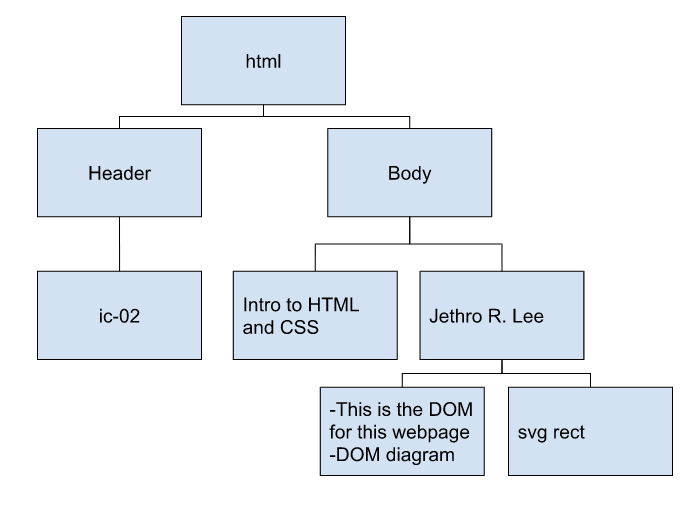 html
Header
Body
ic-02
Intro to HTML
and CSS
Jethro R. Lee
-This is the DOM
for this webpage
-DOM diagram
svg rect